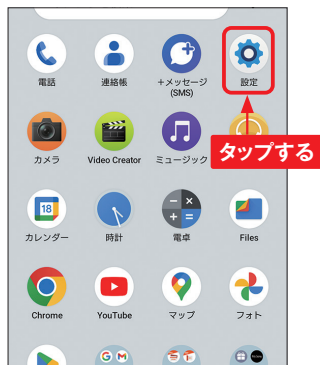 電話 連絡帳 +メッセージ 設定
(SMS)
カメラ Video Creator ミュージック
タップする
18
カレンダー 時計 電卓 Files
Chrome YouTube マップ フォト
G M